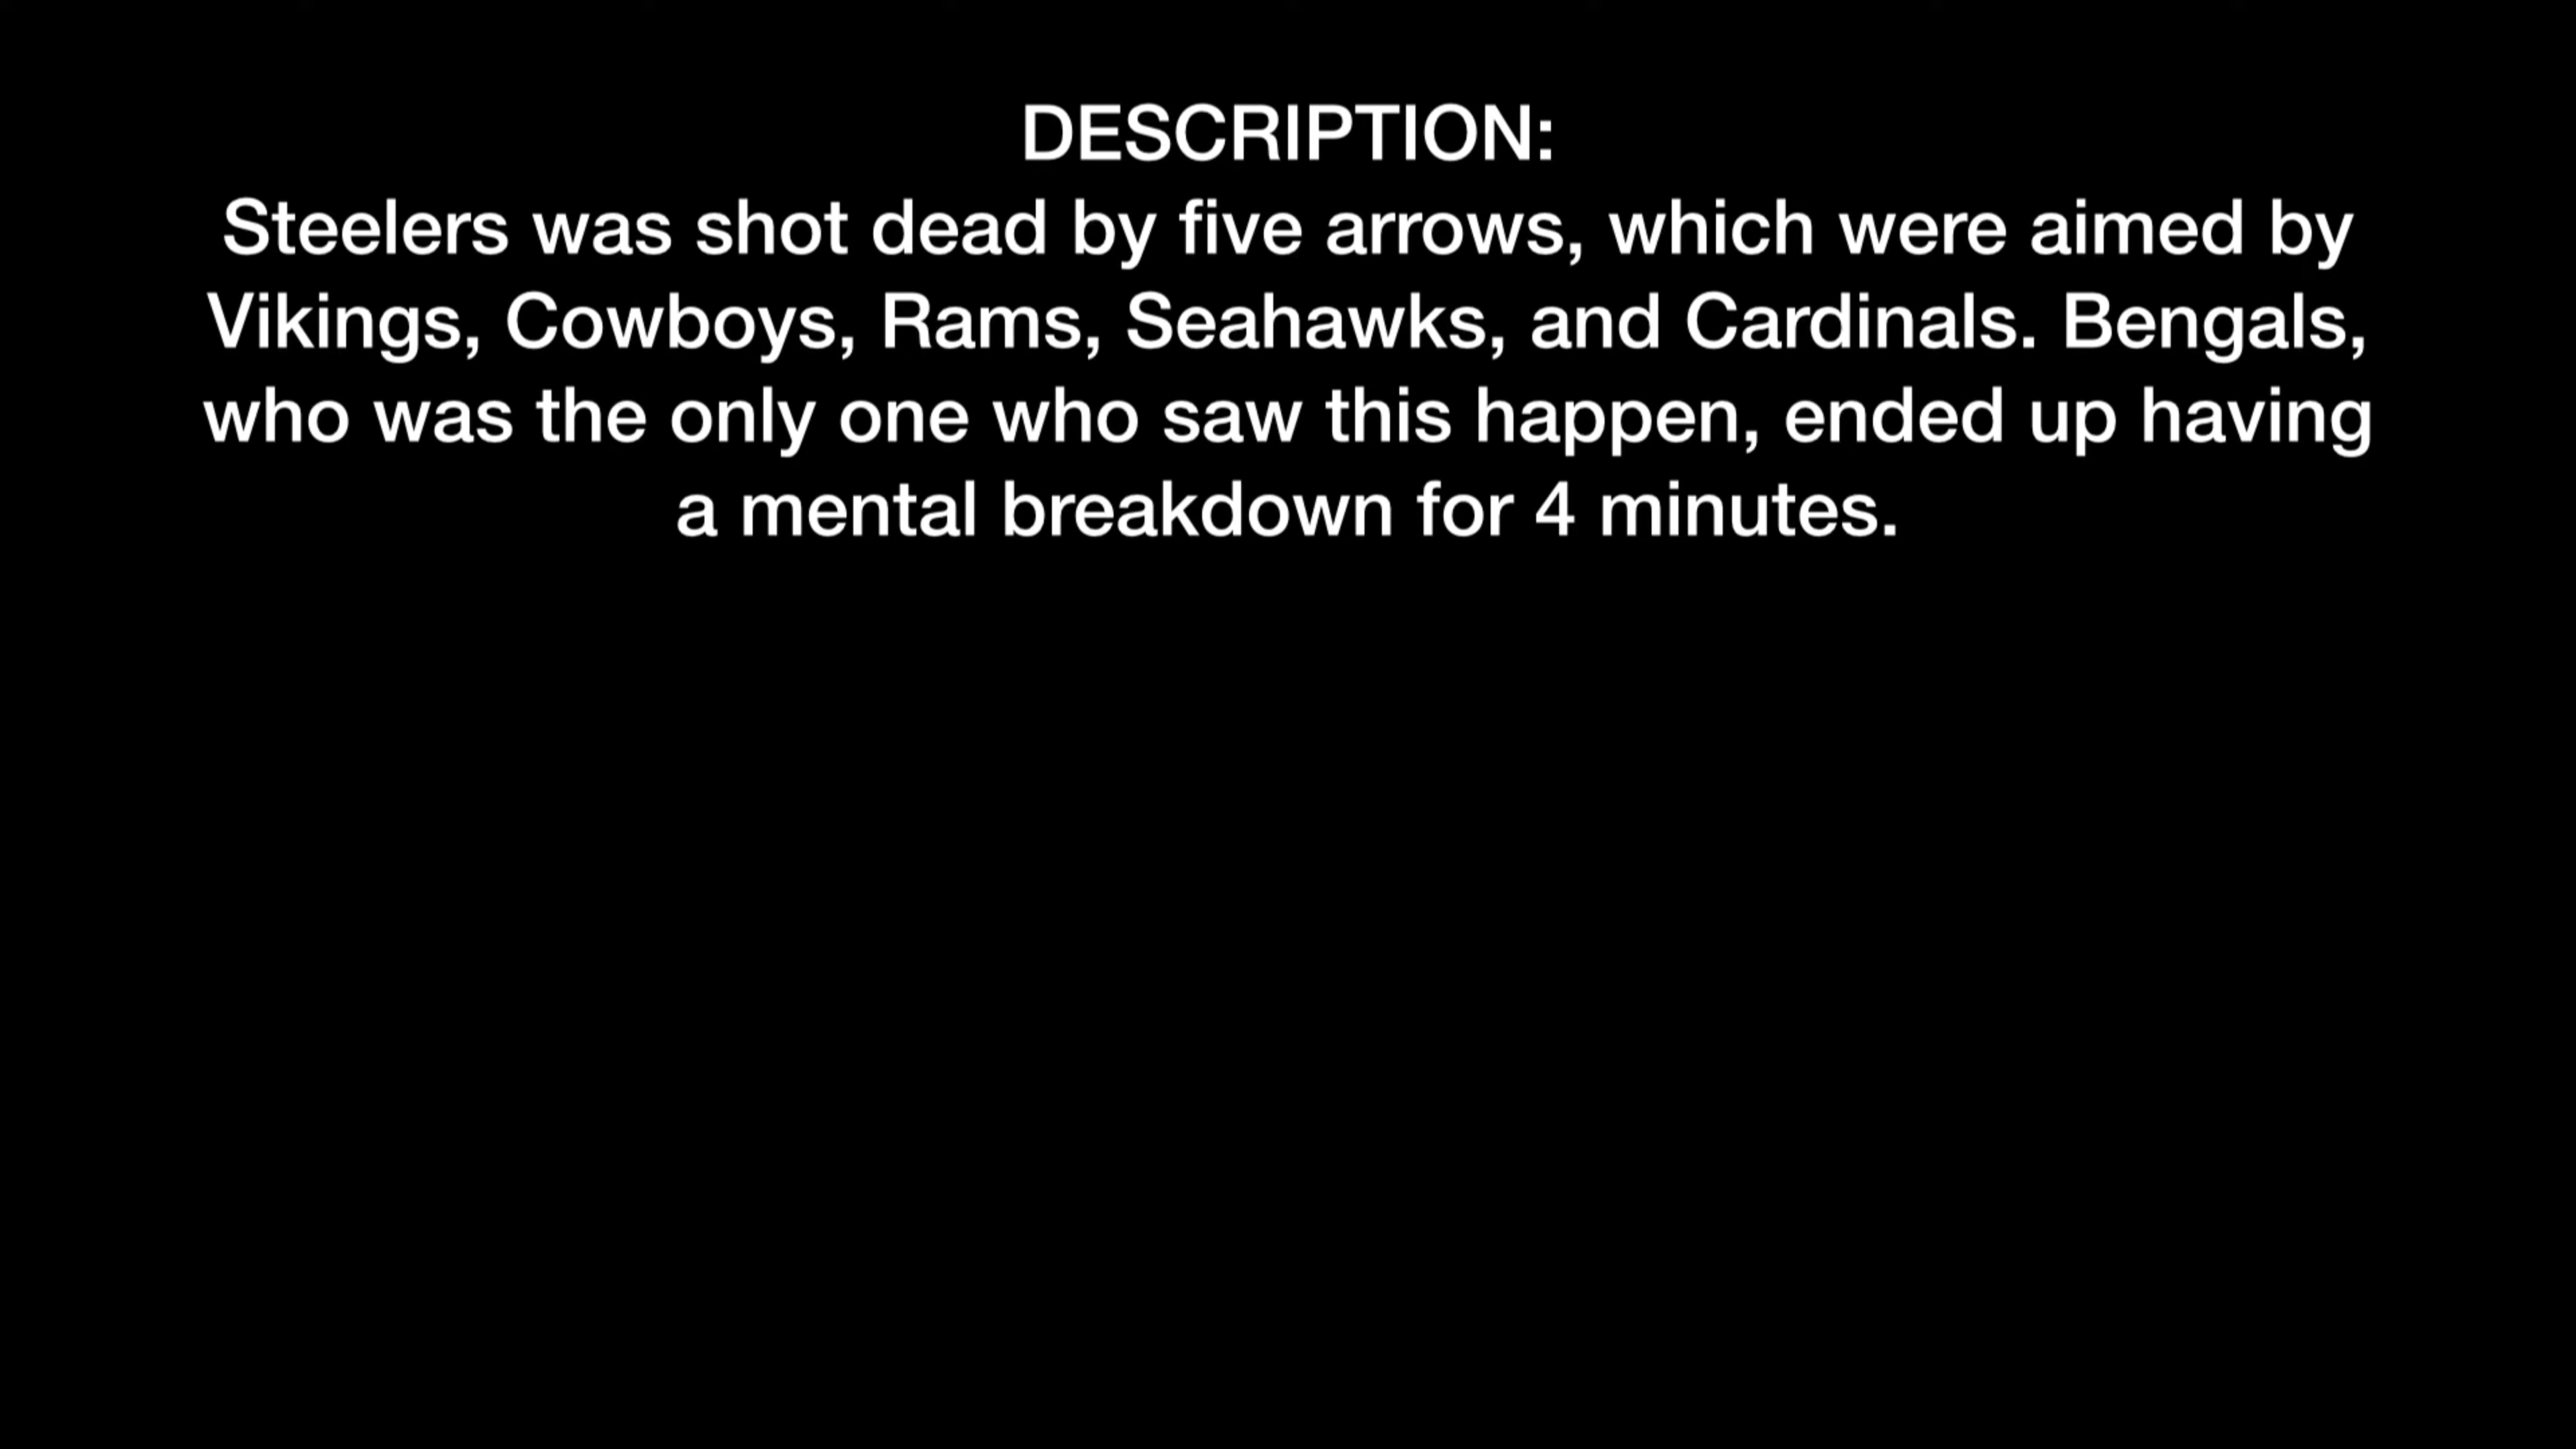 DESCRIPTION:
Steelers was shot dead by five arrows, which were aimed by
Vikings, Cowboys, Rams, Seahawks, and Cardinals. Bengals,
who was the only one who saw this happen, ended up having
a mental breakdown for 4 minutes.